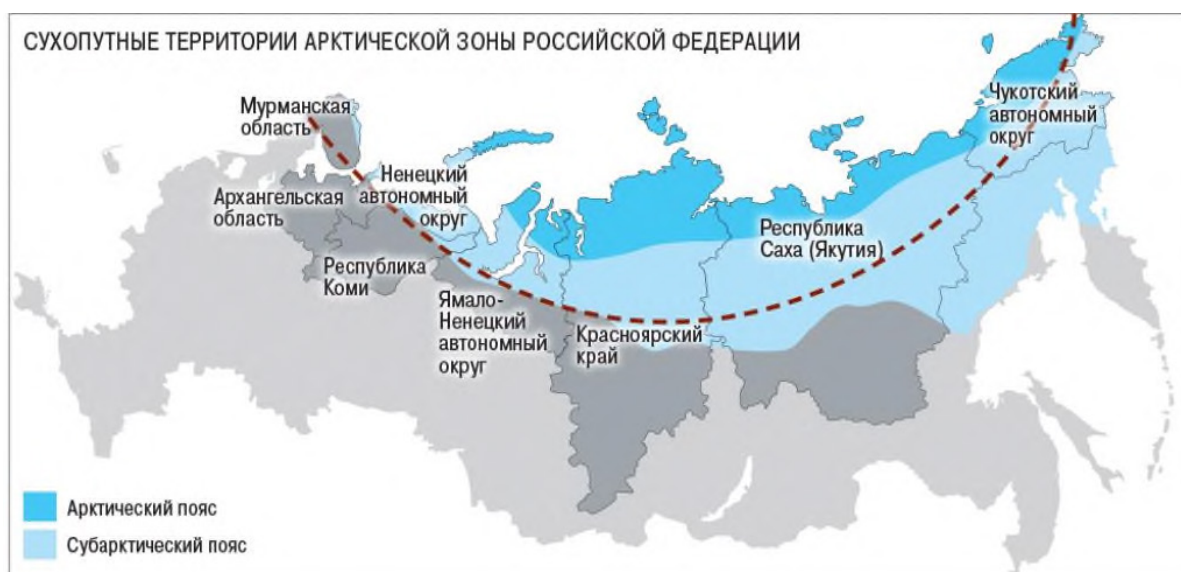 СУХОПУТНЫЕ ТЕРРИТОРИИ АРКТИЧЕСКОЙ ЗОНЫ РОССИЙСКОЙ ФЕДЕРАЦИИ
Мурманская
область
Чукотский
автономный
округ
Ненецкий
автономный
округ
Архангельская
область
Республика
Саха (Якутия)
Республика
Коми
Ямало-
Ненецкий
автономный
округ
Красноярский
край
Арктический пояс
Субарктический пояс